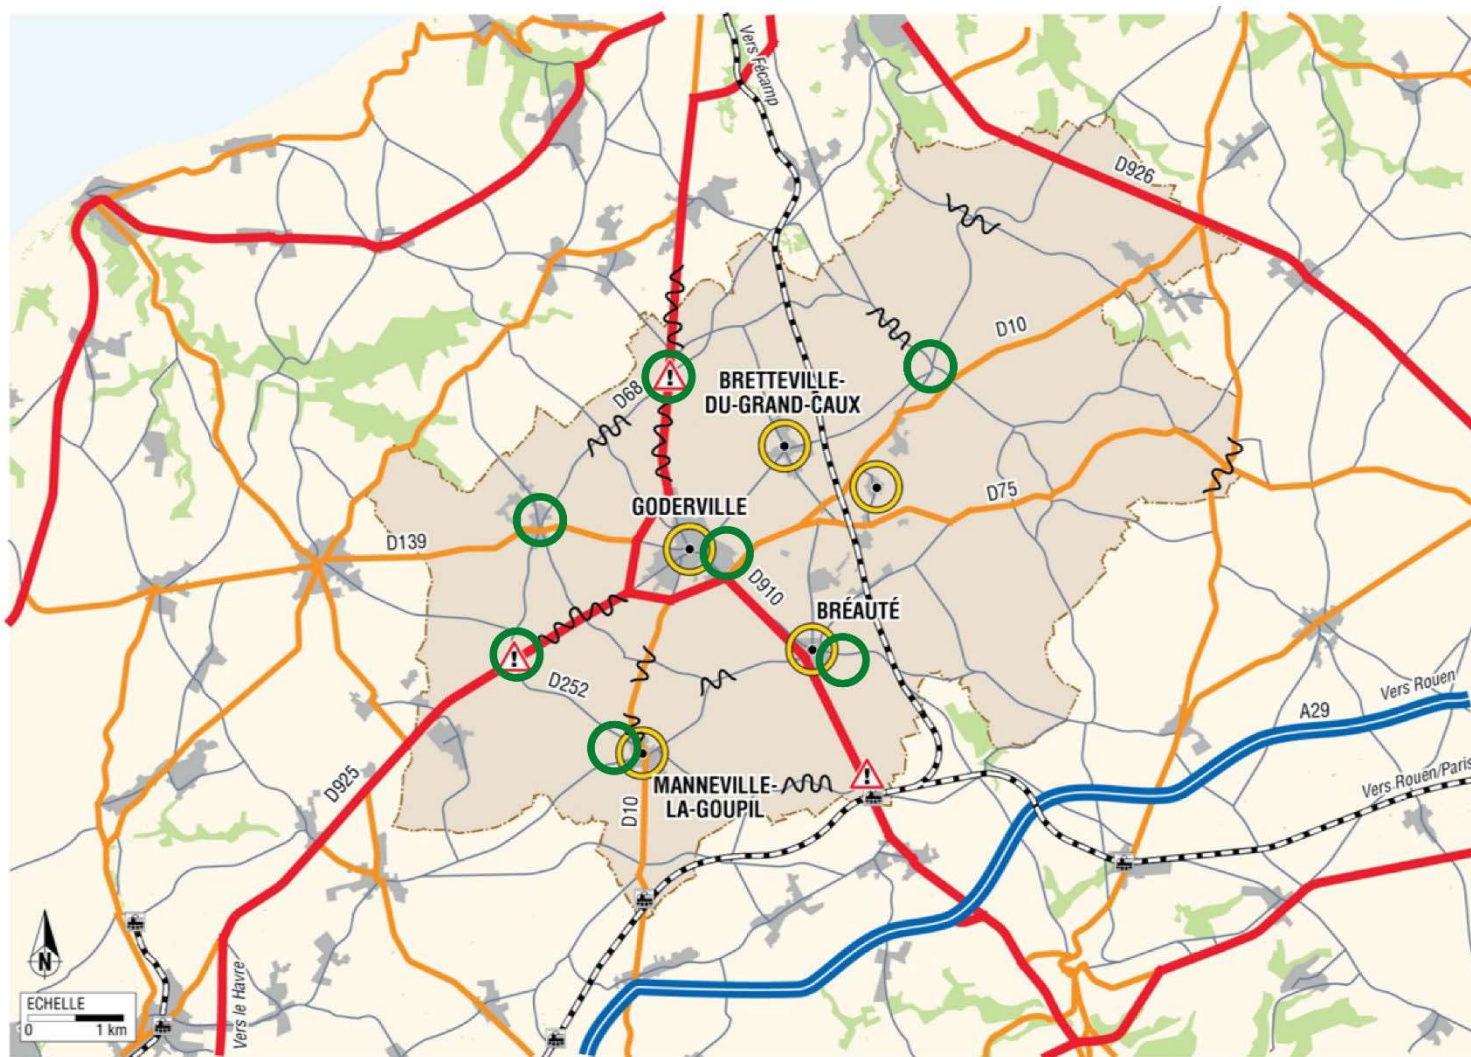 Vers Fécamp
D926
D10
D68
BRETTEVILLE-
DU-GRAND-CAUX
D75
GODERVILLE
D139
D910
BRÉAUTÉ
D252
Vers Rouen
A29
D925
MANNEVILLE-
LA-GOUPIL
D10
Vers Rouen/Paris
N
Vers le Havre
ECHELLE
0 1 km
!
!
!